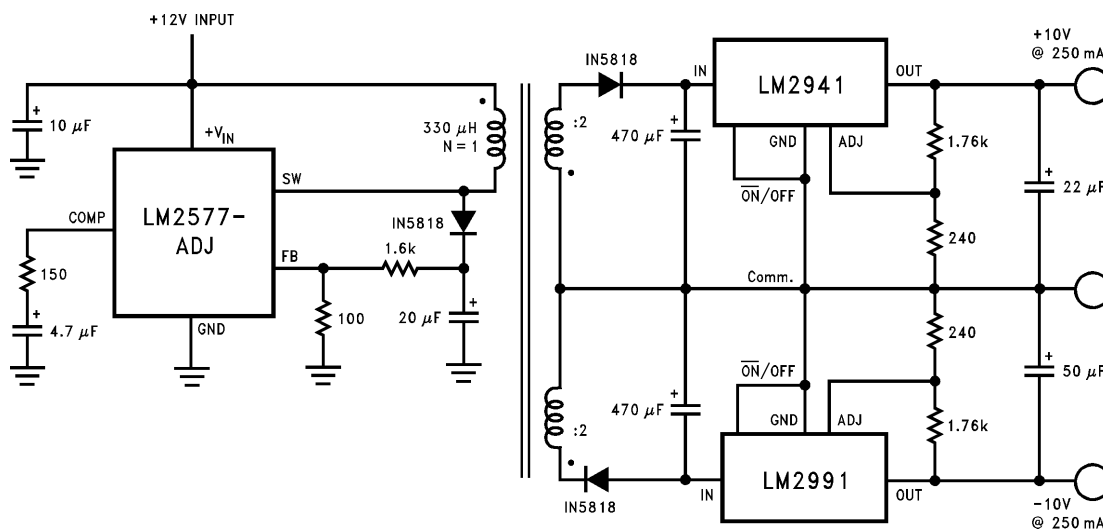 +12V INPUT
10 μF
+
+V_IN
330 μH
N = 1
SW
COMP
LM2577-
ADJ
IN5818
1.6k
FB
150
+
4.7 μF
GND
100
20 μF
+
IN5818
:2
470 μF
+
IN
LM2941
OUT
GND
ADJ
O̅N̅/OFF
1.76k
240
+
22 μF
+10V
@ 250 mA
Comm.
:2
470 μF
+
IN5818
O̅N̅/OFF
GND
ADJ
IN
LM2991
OUT
240
1.76k
+
50 μF
-10V
@ 250 mA